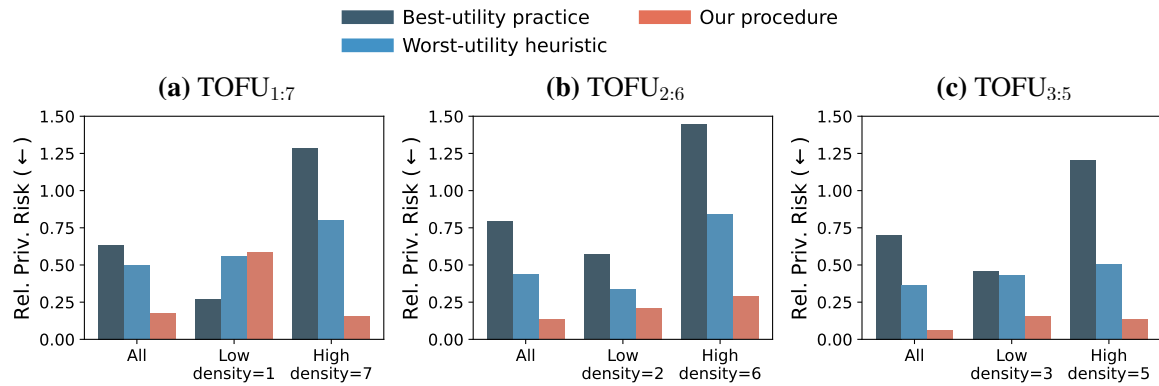 Best-utility practice
Worst-utility heuristic
Our procedure
(a) TOFU1:7
Rel. Priv. Risk (←)
1.50
1.25
1.00
0.75
0.50
0.25
0.00
All
Low
density=1
High
density=7
(b) TOFU2:6
Rel. Priv. Risk (←)
1.50
1.25
1.00
0.75
0.50
0.25
0.00
All
Low
density=2
High
density=6
(c) TOFU3:5
Rel. Priv. Risk (←)
1.50
1.25
1.00
0.75
0.50
0.25
0.00
All
Low
density=3
High
density=5